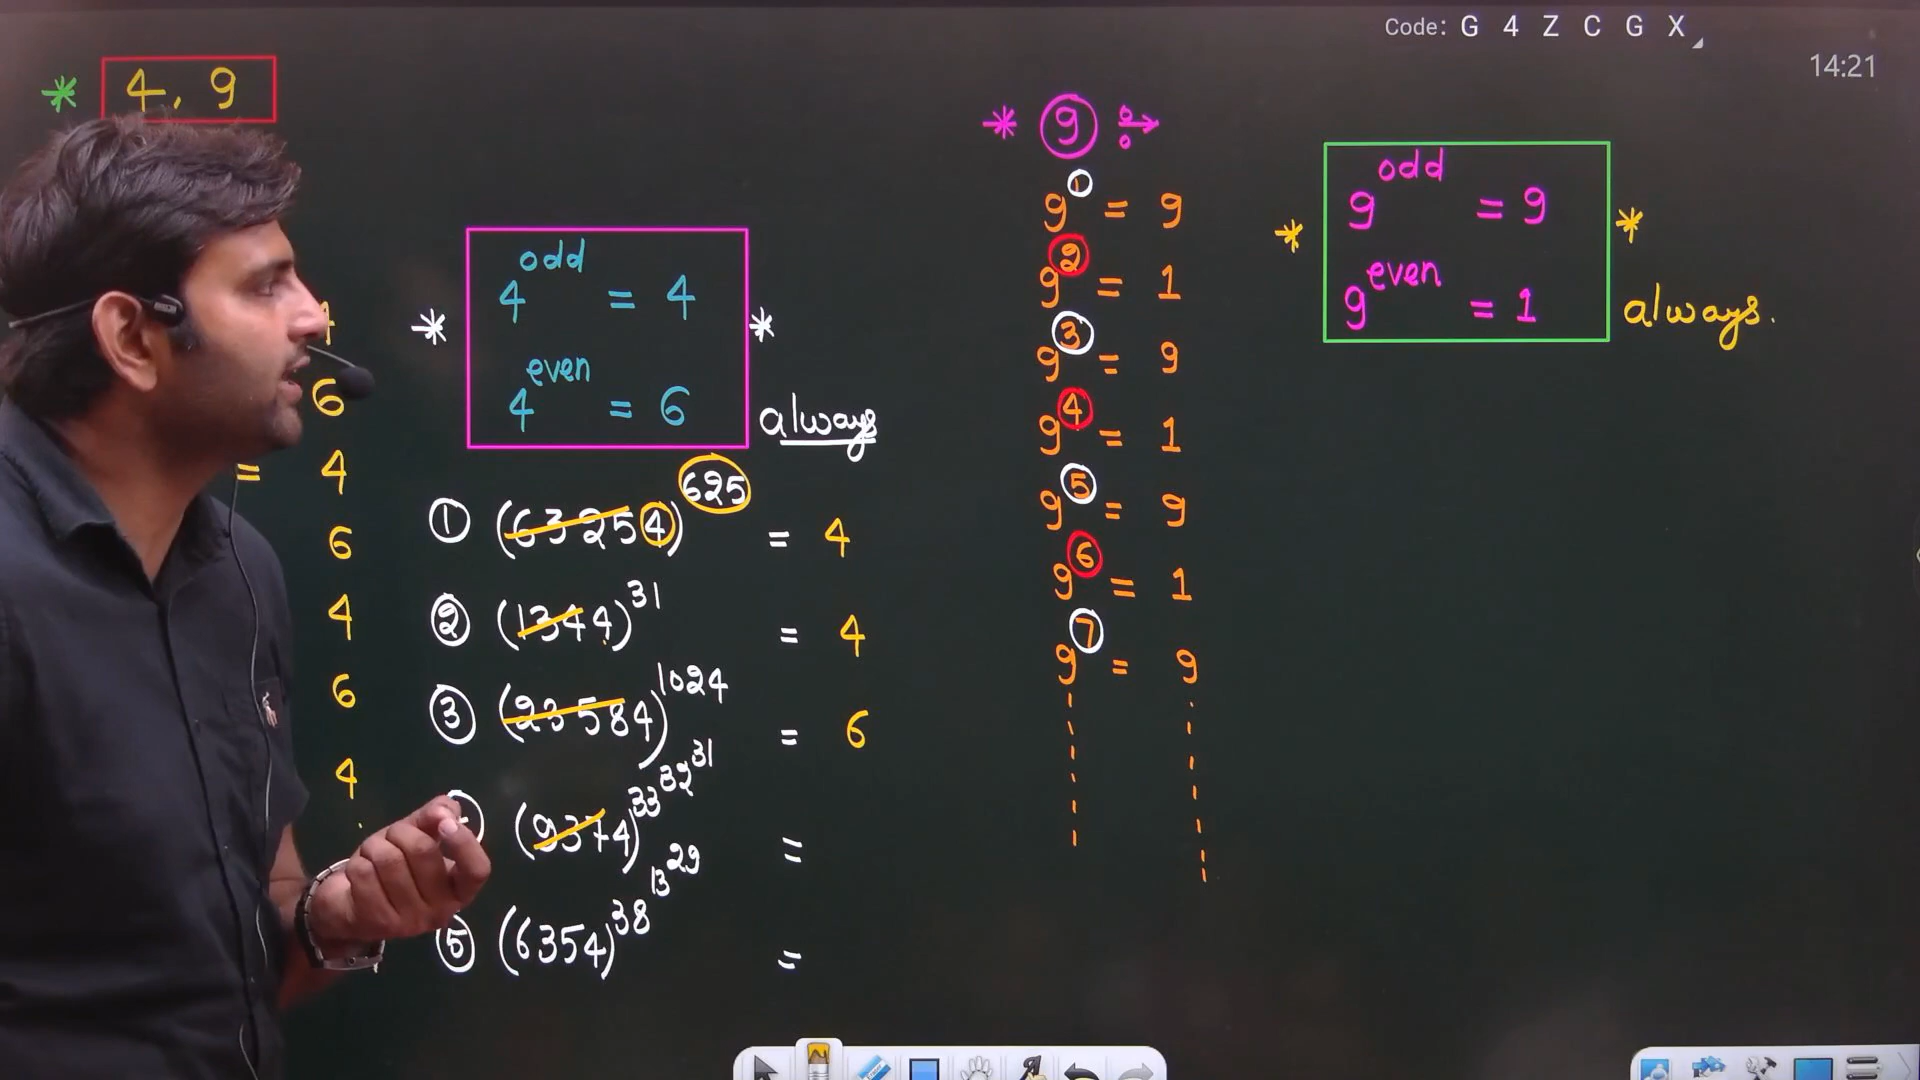 Code: G 4 Z C G X
14:21
* 4, 9
6
= 4
6
4
6
4
4^odd = 4
4^even = 6
* * always
① (63254)^625 = 4
② (1344)^31 = 4
③ (23584)^1024 = 6
(9374)^33^32^31 =
⑤ (6354)^38^13^29 =
* 9 :→
9^1 = 9
9^2 = 1
9^3 = 9
9^4 = 1
9^5 = 9
9^6 = 1
9^7 = 9
9^odd = 9
9^even = 1
* * always.